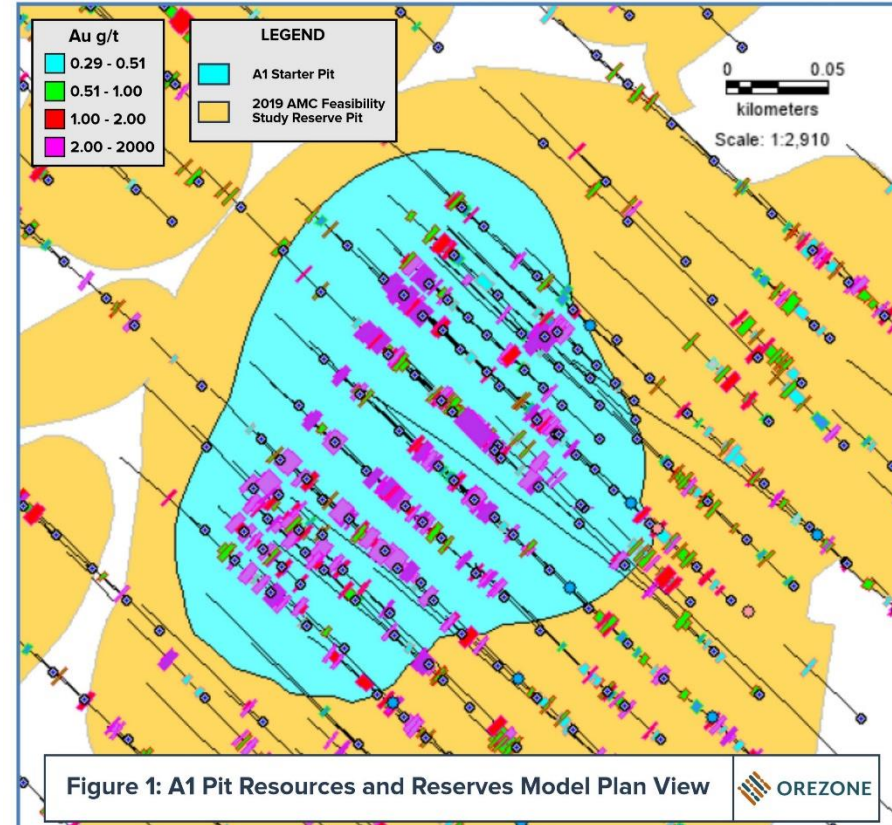 Au g/t
0.29 - 0.51
0.51 - 1.00
1.00 - 2.00
2.00 - 2000
LEGEND
A1 Starter Pit
2019 AMC Feasibility
Study Reserve Pit
0 0.05
kilometers
Scale: 1:2,910
Figure 1: A1 Pit Resources and Reserves Model Plan View
OREZONE